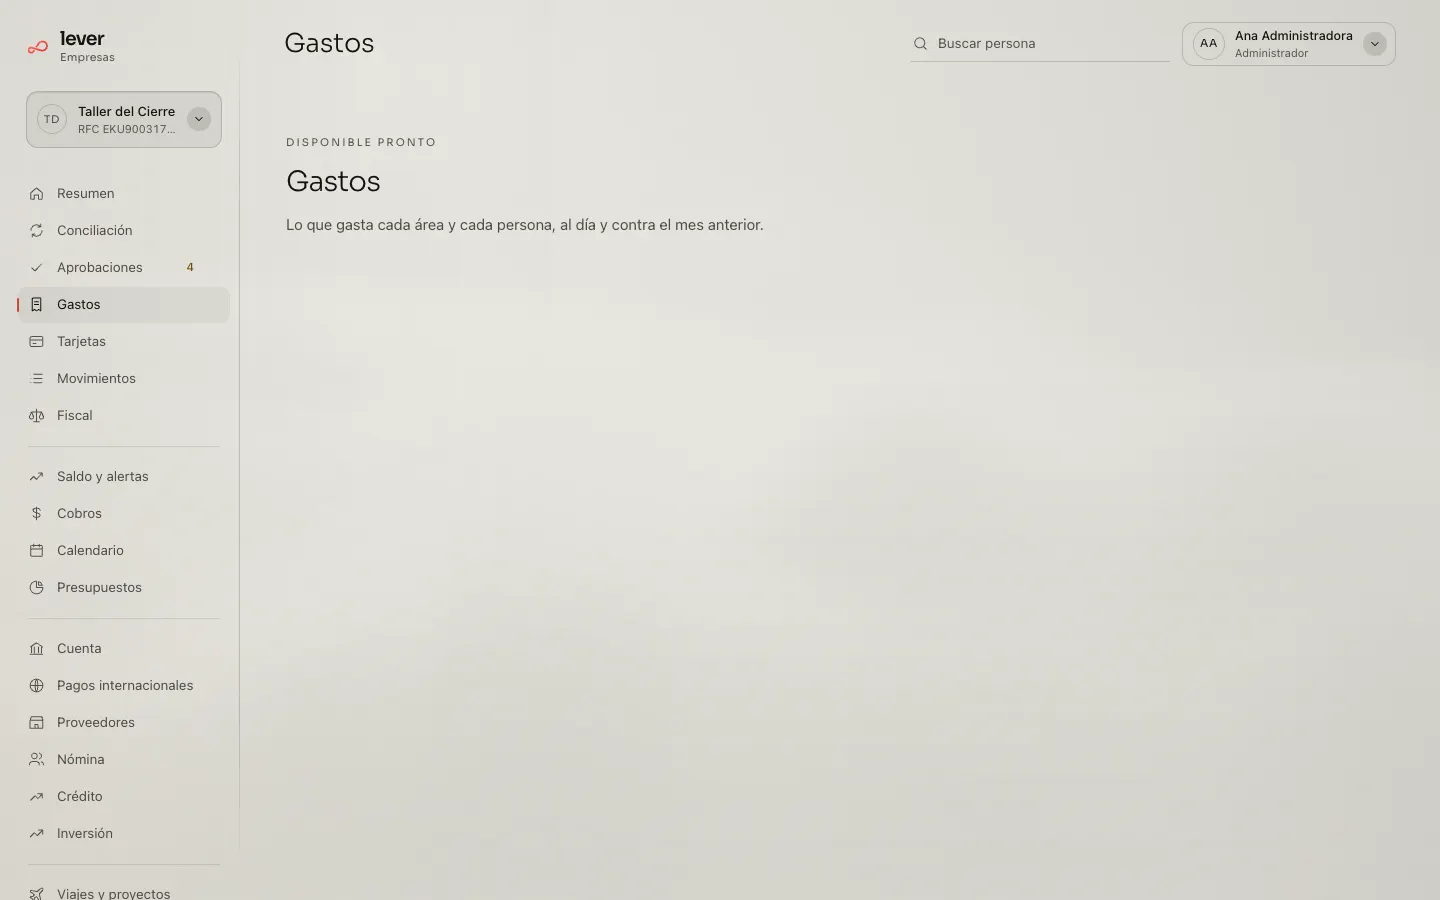 lever
Empresas
TD
Taller del Cierre
RFC EKU900317...
Resumen
Conciliación
Aprobaciones 4
Gastos
Tarjetas
Movimientos
Fiscal
Saldo y alertas
Cobros
Calendario
Presupuestos
Cuenta
Pagos internacionales
Proveedores
Nómina
Crédito
Inversión
Viajes y proyectos
Gastos
Buscar persona
AA
Ana Administradora
Administrador
DISPONIBLE PRONTO
Gastos
Lo que gasta cada área y cada persona, al día y contra el mes anterior.